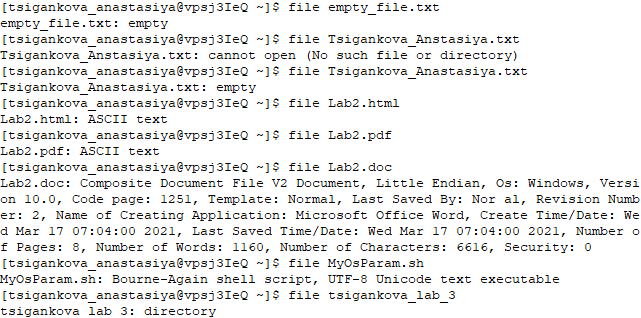 [tsigankova_anastasiya@vpsj3IeQ ~]$ file empty_file.txt
empty_file.txt: empty
[tsigankova_anastasiya@vpsj3IeQ ~]$ file Tsigankova_Anstasiya.txt
Tsigankova_Anstasiya.txt: cannot open (No such file or directory)
[tsigankova_anastasiya@vpsj3IeQ ~]$ file Tsigankova_Anastasiya.txt
Tsigankova_Anastasiya.txt: empty
[tsigankova_anastasiya@vpsj3IeQ ~]$ file Lab2.html
Lab2.html: ASCII text
[tsigankova_anastasiya@vpsj3IeQ ~]$ file Lab2.pdf
Lab2.pdf: ASCII text
[tsigankova_anastasiya@vpsj3IeQ ~]$ file Lab2.doc
Lab2.doc: Composite Document File V2 Document, Little Endian, Os: Windows, Versi
on 10.0, Code page: 1251, Template: Normal, Last Saved By: Nor al, Revision Numb
er: 2, Name of Creating Application: Microsoft Office Word, Create Time/Date: We
d Mar 17 07:04:00 2021, Last Saved Time/Date: Wed Mar 17 07:04:00 2021, Number o
f Pages: 8, Number of Words: 1160, Number of Characters: 6616, Security: 0
[tsigankova_anastasiya@vpsj3IeQ ~]$ file MyOsParam.sh
MyOsParam.sh: Bourne-Again shell script, UTF-8 Unicode text executable
[tsigankova_anastasiya@vpsj3IeQ ~]$ file tsigankova_lab_3
tsigankova lab 3: directory